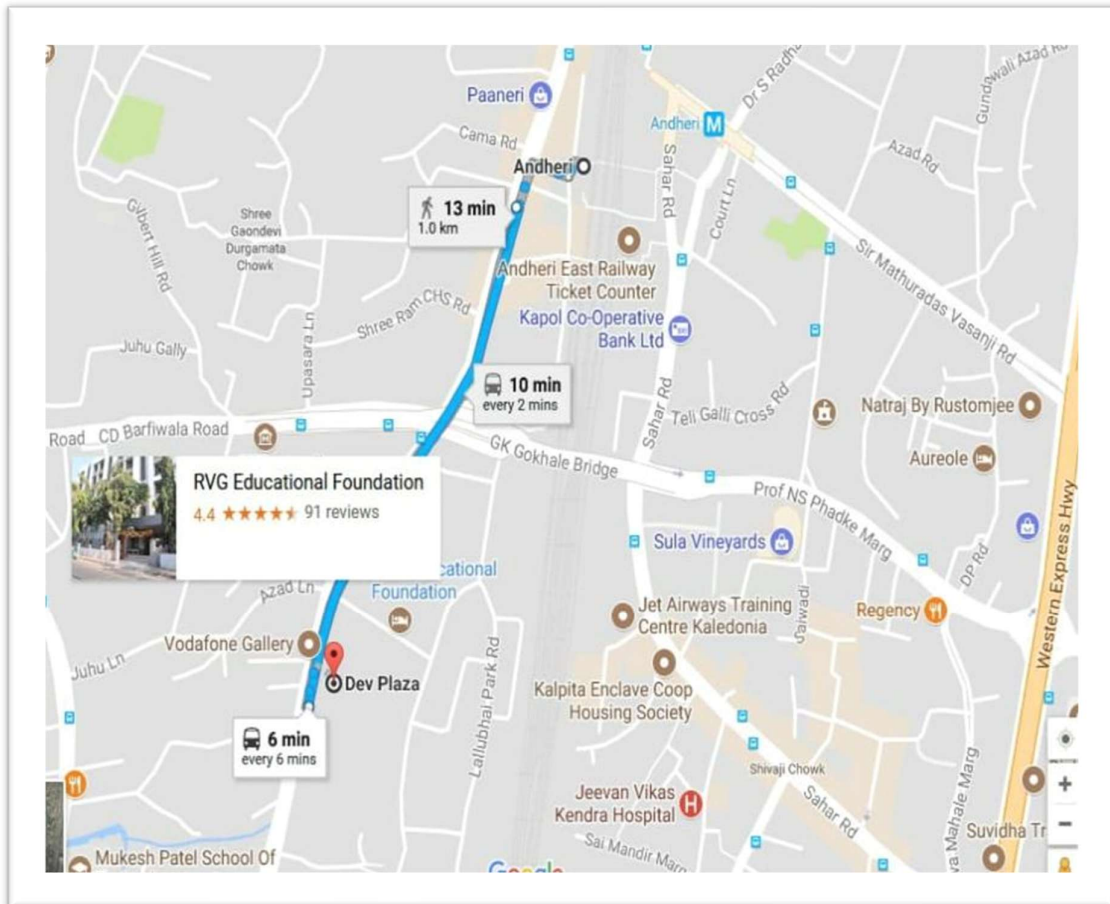 Paaneri
Cama Rd
Andheri
Andheri
Dr S Radh
Gundawali Azad Rd
Azad Rd
Sahar Rd
Court Ln
13 min
1.0 km
Gilbert Hill Rd
Shree
Gaondevi
Durgamata
Chowk
Andheri East Railway
Ticket Counter
Sir Mathuradas Vasanji Rd
Shree Ram CHS Rd
Kapol Co-Operative
Bank Ltd
Juhu Gally
Upasara Ln
10 min
every 2 mins
Sahar Rd
Teli Galli Cross Rd
Natraj By Rustomjee
Road
CD Barfiwala Road
GK Gokhale Bridge
Aureole
RVG Educational Foundation
4.4 91 reviews
Prof NS Phadke Marg
Western Express Hwy
Sula Vineyards
DP Rd
cational
Foundation
Azad Ln
Jet Airways Training
Centre Kaledonia
Regency
Vodafone Gallery
Juhu Ln
Dev Plaza
Lallubhai Park Rd
Kalpita Enclave Coop
Housing Society
6 min
every 6 mins
Shivaji Chowk
Jeevan Vikas
Kendra Hospital
H
Sahar Rd
Sai Mandir Marg
va Mahale Marg
Suvidha Tr
Mukesh Patel School Of
Google